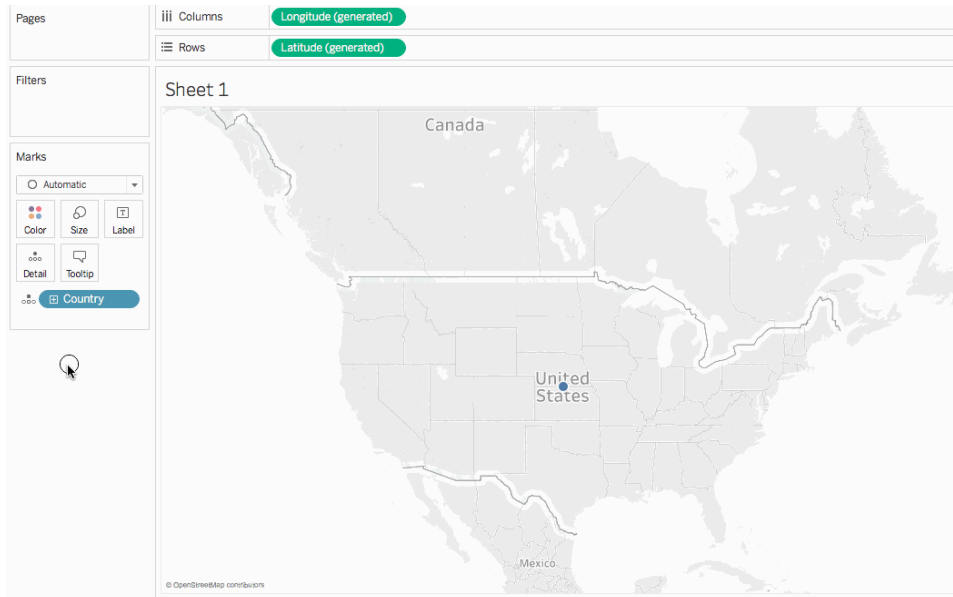 Pages
Columns
Longitude (generated)
Rows
Latitude (generated)
Filters
Sheet 1
Marks
Automatic
Color
Size
Label
Detail
Tooltip
Country
Canada
United
States
Mexico
© OpenStreetMap contributors